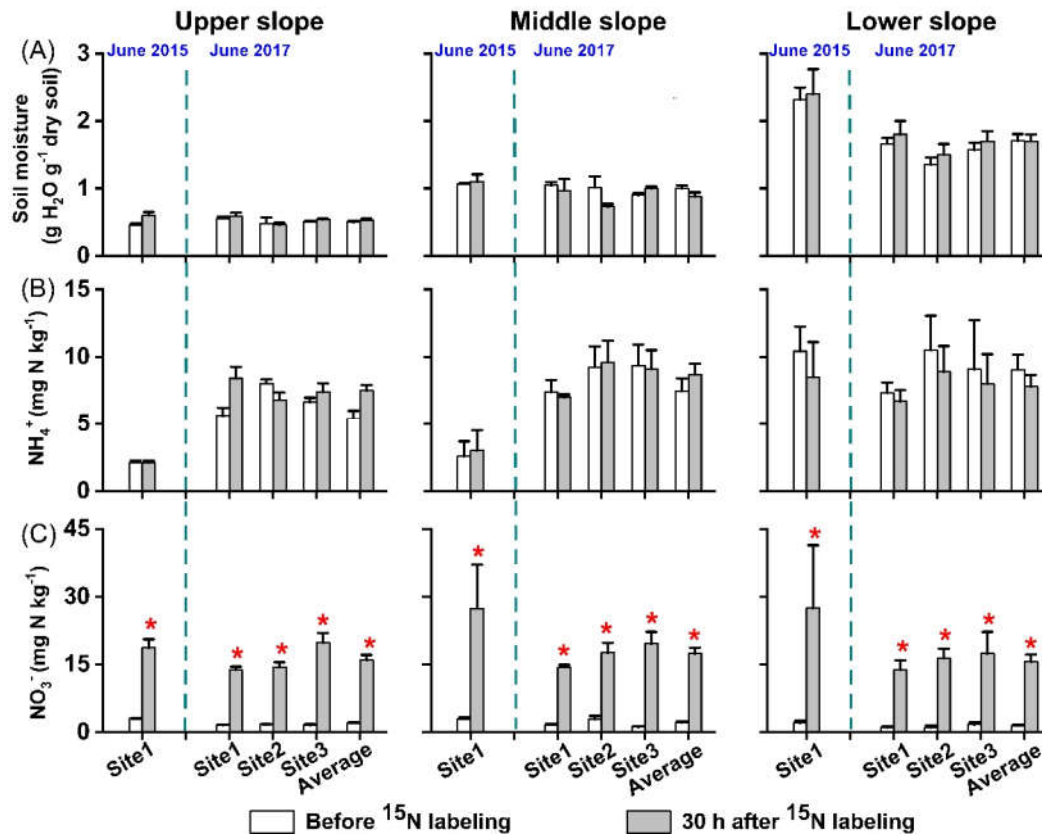 Upper slope Middle slope Lower slope
(A) June 2015 June 2017 June 2015 June 2017 June 2015 June 2017
Soil moisture
(g H₂O g⁻¹ dry soil)
3
2
1
0
(B)
NH₄⁺ (mg N kg⁻¹)
15
10
5
0
(C)
NO₃⁻ (mg N kg⁻¹)
45
30
15
0
* * * * * * * * * * * * * * *
Site1 Site1 Site2 Site3 Average Site1 Site1 Site2 Site3 Average Site1 Site1 Site2 Site3 Average
Before ¹⁵N labeling 30 h after ¹⁵N labeling